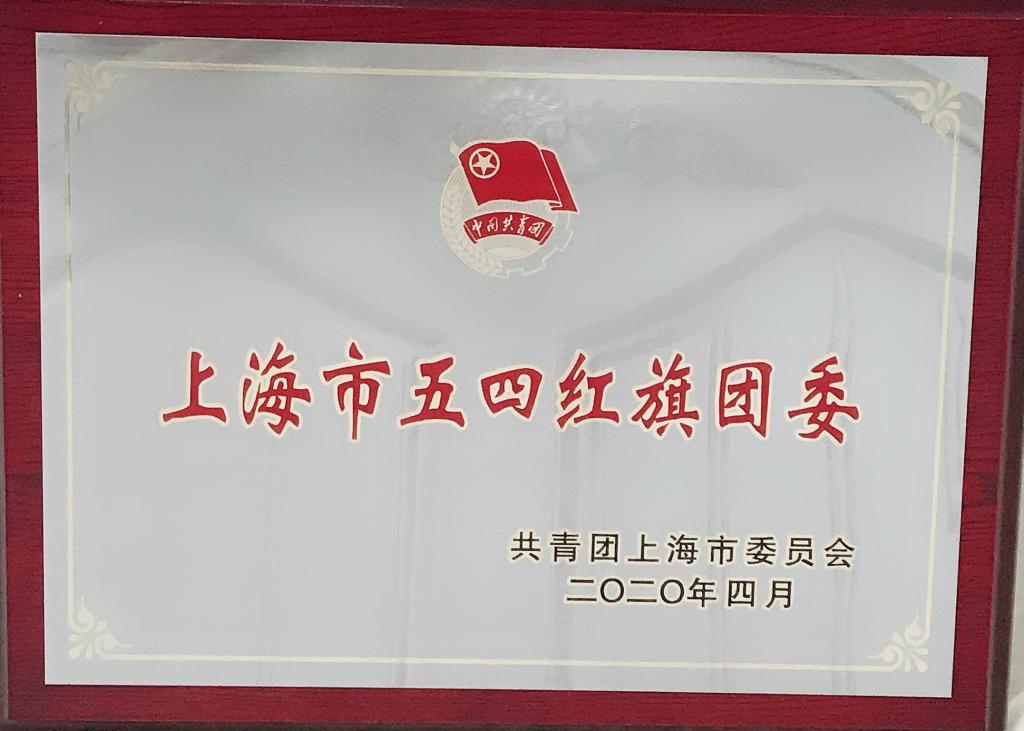 中国共青团
上海市五四红旗团委
共青团上海市委员会
二〇二〇年四月